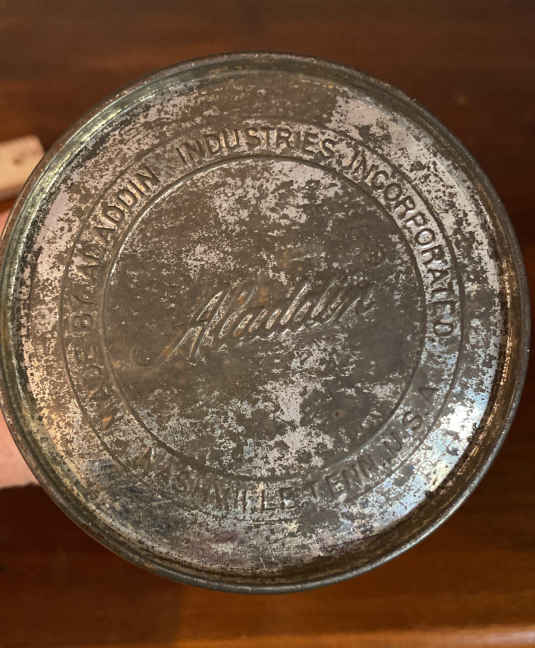 MADE BY ALADDIN INDUSTRIES, INCORPORATED
Aladdin
NASHVILLE, TENN., U.S.A.